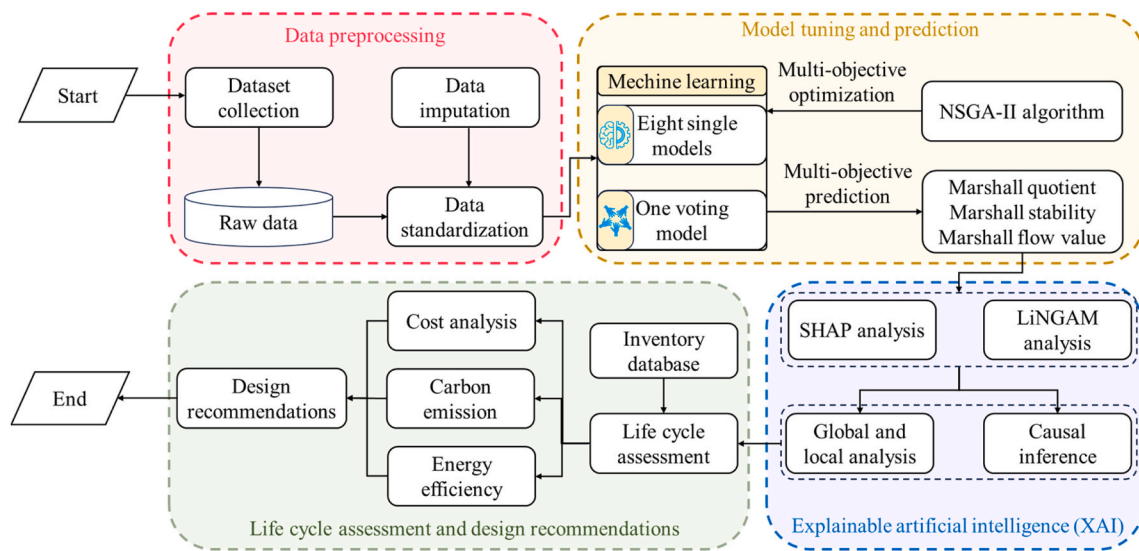 Data preprocessing
Start
Dataset
collection
Data
imputation
Raw data
Data
standardization
Model tuning and prediction
Mechine learning
Eight single
models
One voting
model
Multi-objective
optimization
NSGA-II algorithm
Multi-objective
prediction
Marshall quotient
Marshall stability
Marshall flow value
SHAP analysis
LiNGAM
analysis
Global and
local analysis
Causal
inference
Explainable artificial intelligence (XAI)
Inventory
database
Life cycle
assessment
Cost analysis
Carbon
emission
Energy
efficiency
Design
recommendations
Life cycle assessment and design recommendations
End